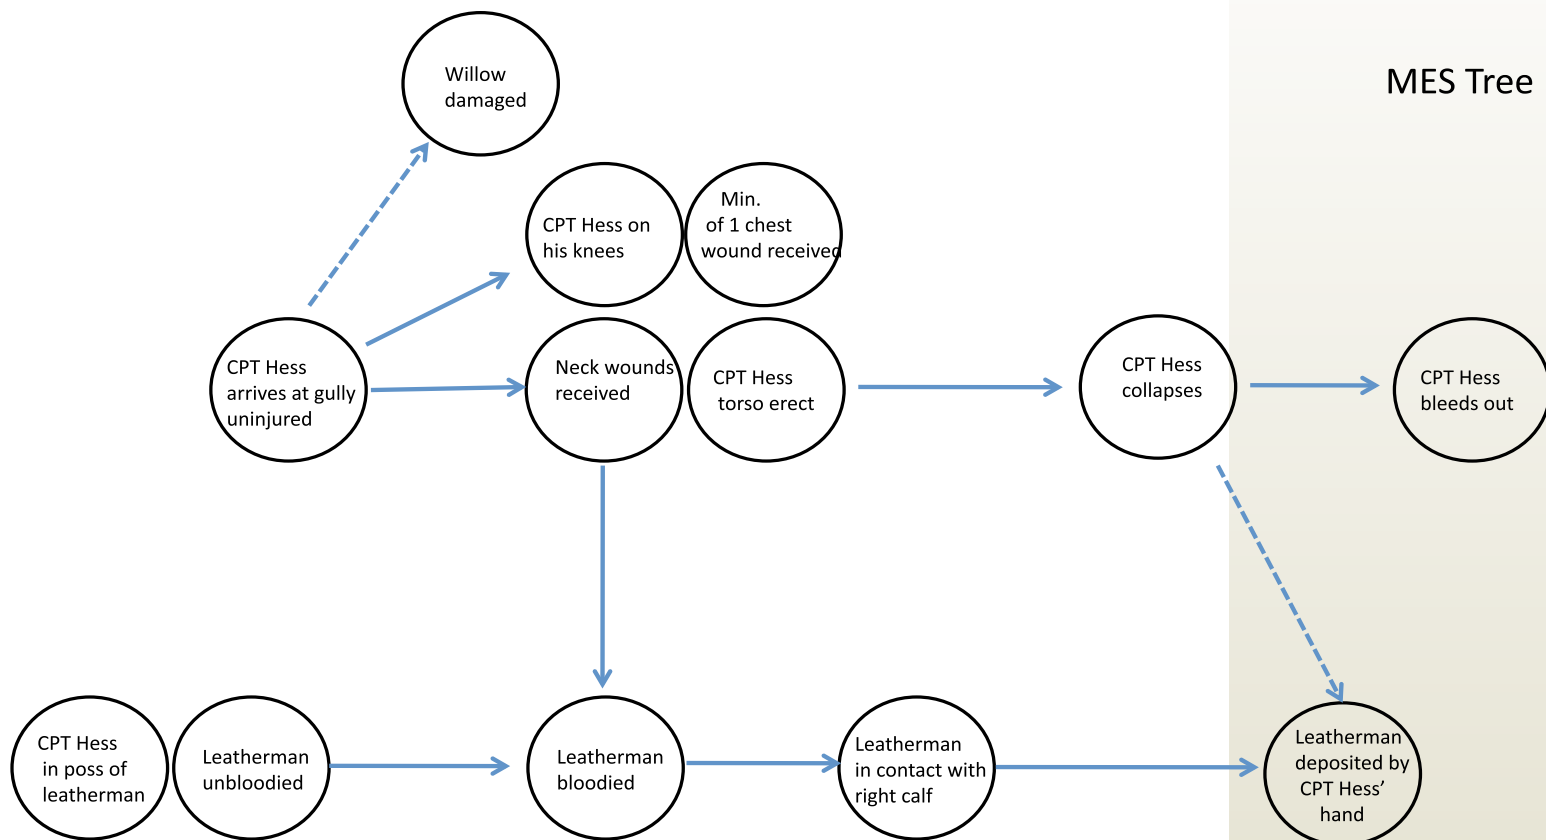 MES Tree
Willow
damaged
CPT Hess on
his knees
Min.
of 1 chest
wound received
CPT Hess
arrives at gully
uninjured
Neck wounds
received
CPT Hess
torso erect
CPT Hess
collapses
CPT Hess
bleeds out
CPT Hess
in poss of
leatherman
Leatherman
unbloodied
Leatherman
bloodied
Leatherman
in contact with
right calf
Leatherman
deposited by
CPT Hess’
hand